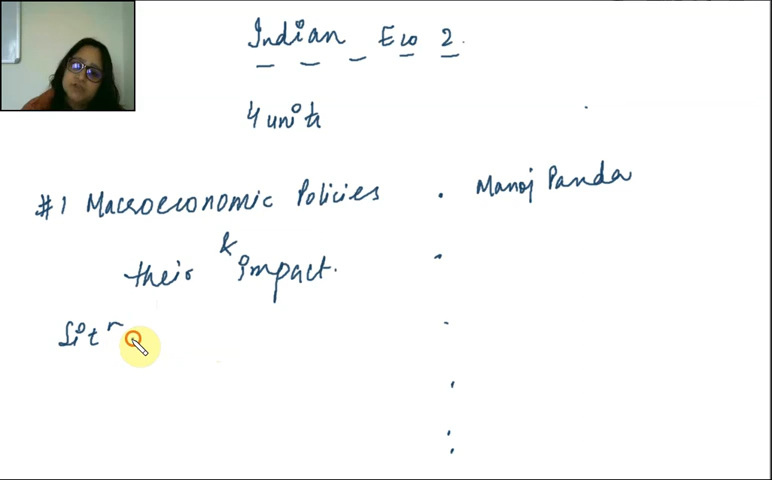 Indian Eco 2.
4 units
#1 Macroeconomic Policies . Manoj Panda
& their impact.